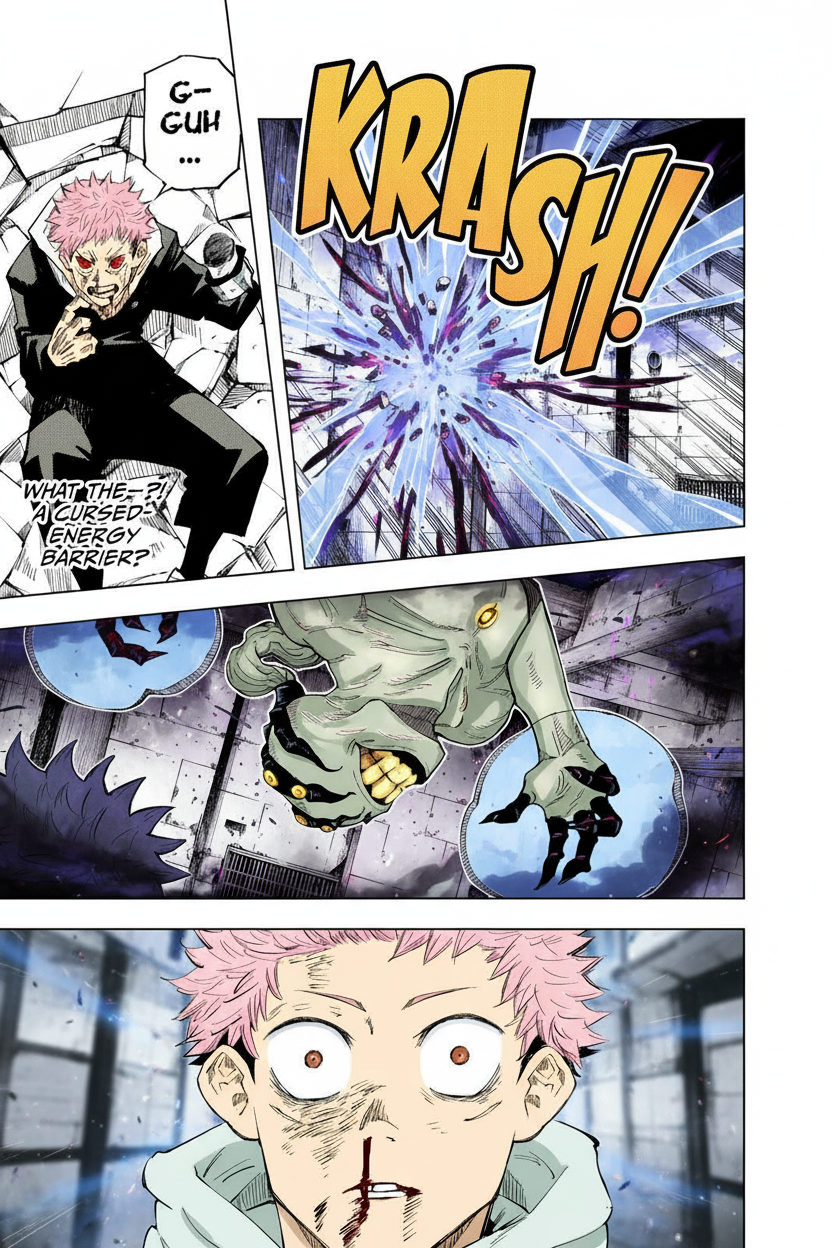 KRASH!
G–
GUH
...
WHAT THE—?!
A CURSED-
ENERGY
BARRIER?